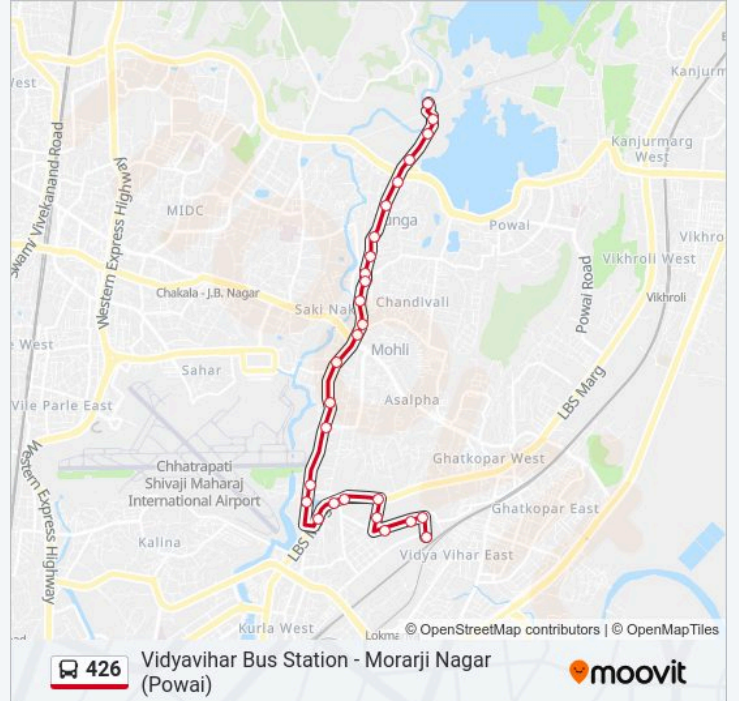 Kanjurm
Kanjurmarg
West
Swami Vivekanand Road
Western Express Highway
MIDC
anga
Powai
Vikhro
Vikhroli West
Powai Road
Vikhroli
Chakala - J.B. Nagar
Saki Nak
Chandivali
e West
Mohli
Sahar
Asalpha
LBS Marg
Vile Parle East
Western Express Highway
Ghatkopar West
Chhatrapati
Shivaji Maharaj
International Airport
Ghatkopar East
Kalina
LBS M
Vidya Vihar East
Kurla West
Lokma
ad
© OpenStreetMap contributors | © OpenMapTiles
426
Vidyavihar Bus Station - Morarji Nagar
(Powai)
moovit